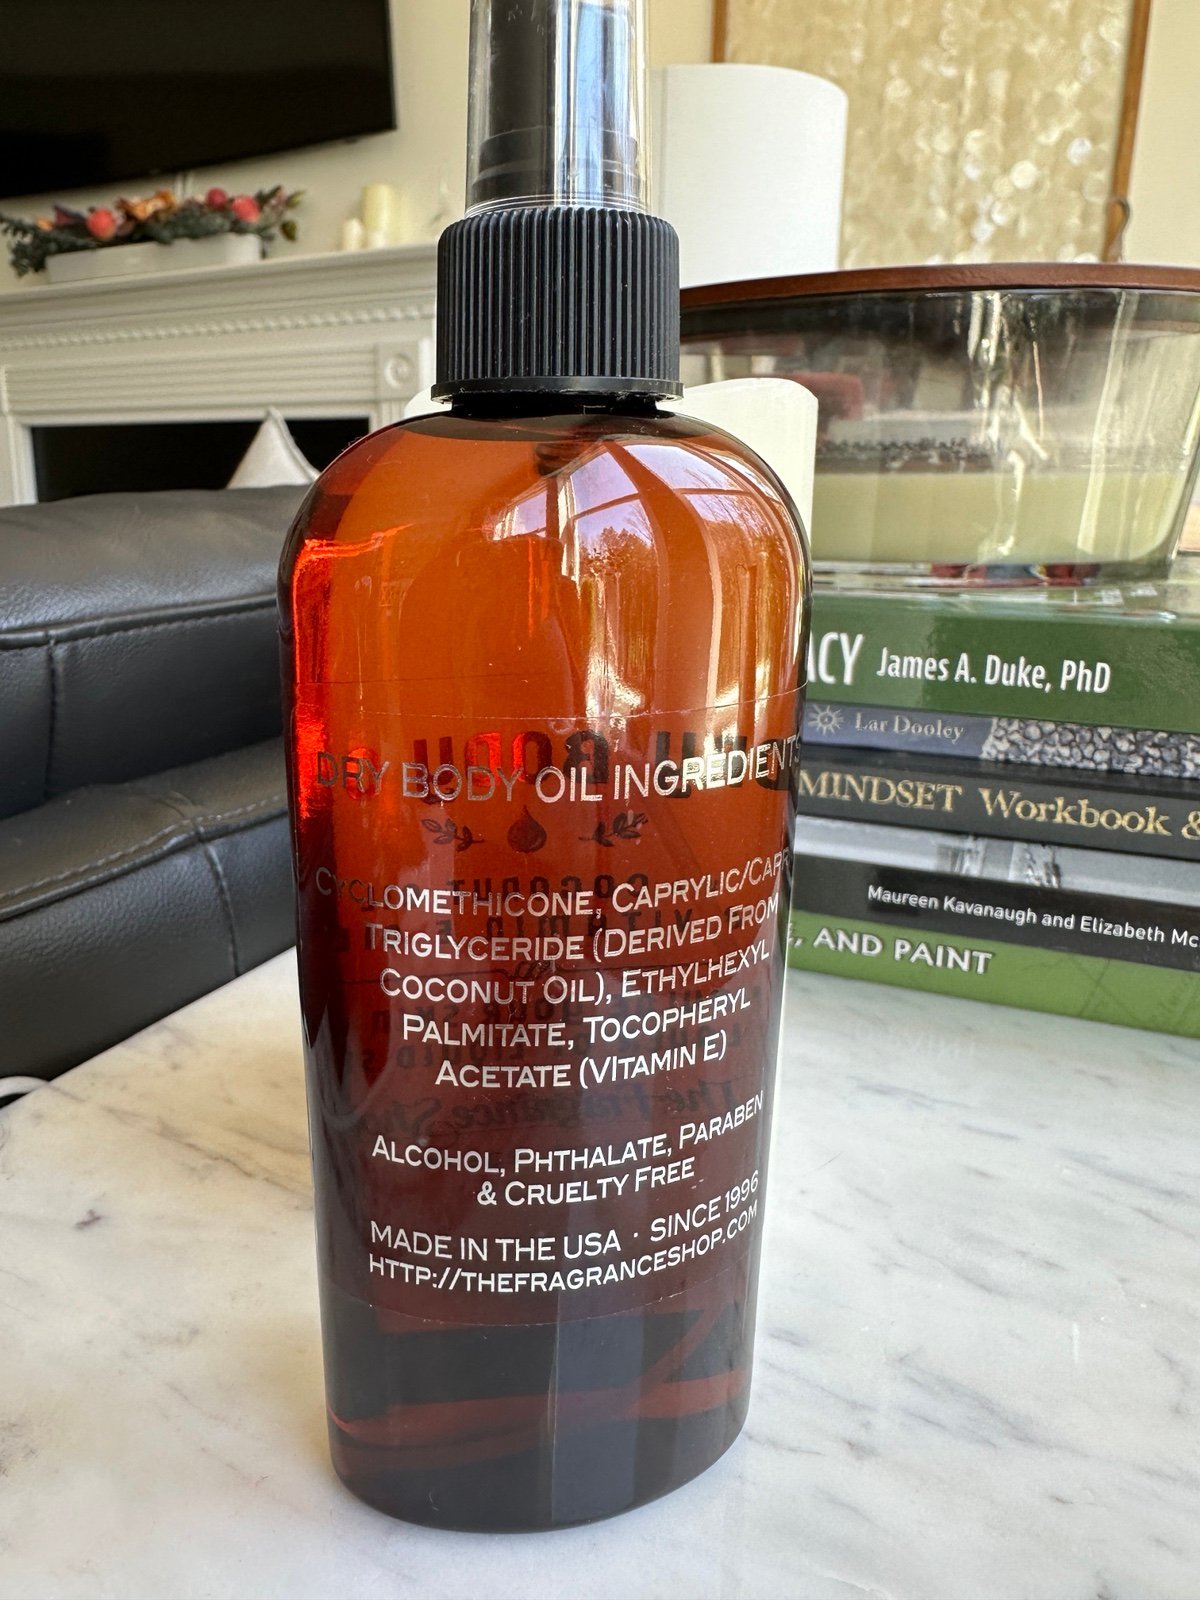 DRY BODY OIL INGREDIENTS
CYCLOMETHICONE, CAPRYLIC/CAPR
TRIGLYCERIDE (DERIVED FROM
COCONUT OIL), ETHYLHEXYL
PALMITATE, TOCOPHERYL
ACETATE (VITAMIN E)
ALCOHOL, PHTHALATE, PARABEN
& CRUELTY FREE
MADE IN THE USA · SINCE 1996
HTTP://THEFRAGRANCESHOP.COM
ACY James A. Duke, PhD
Lar Dooley
MINDSET Workbook &
Maureen Kavanaugh and Elizabeth Mc
, AND PAINT